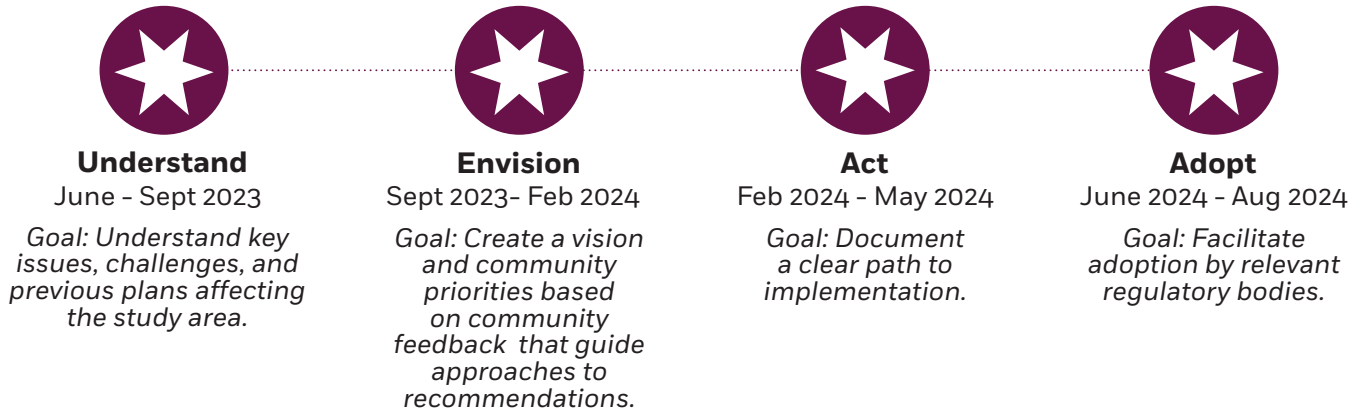 Understand
June - Sept 2023
Goal: Understand key
issues, challenges, and
previous plans affecting
the study area.
Envision
Sept 2023- Feb 2024
Goal: Create a vision
and community
priorities based
on community
feedback  that guide
approaches to
recommendations.
Act
Feb 2024 - May 2024
Goal: Document
a clear path to
implementation.
Adopt
June 2024 - Aug 2024
Goal: Facilitate
adoption by relevant
regulatory bodies.